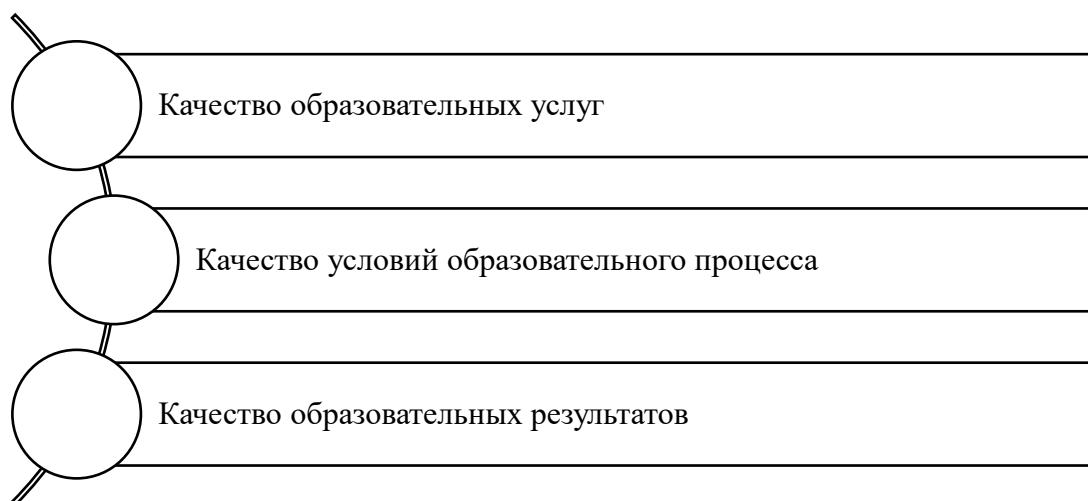 Качество образовательных услуг
Качество условий образовательного процесса
Качество образовательных результатов